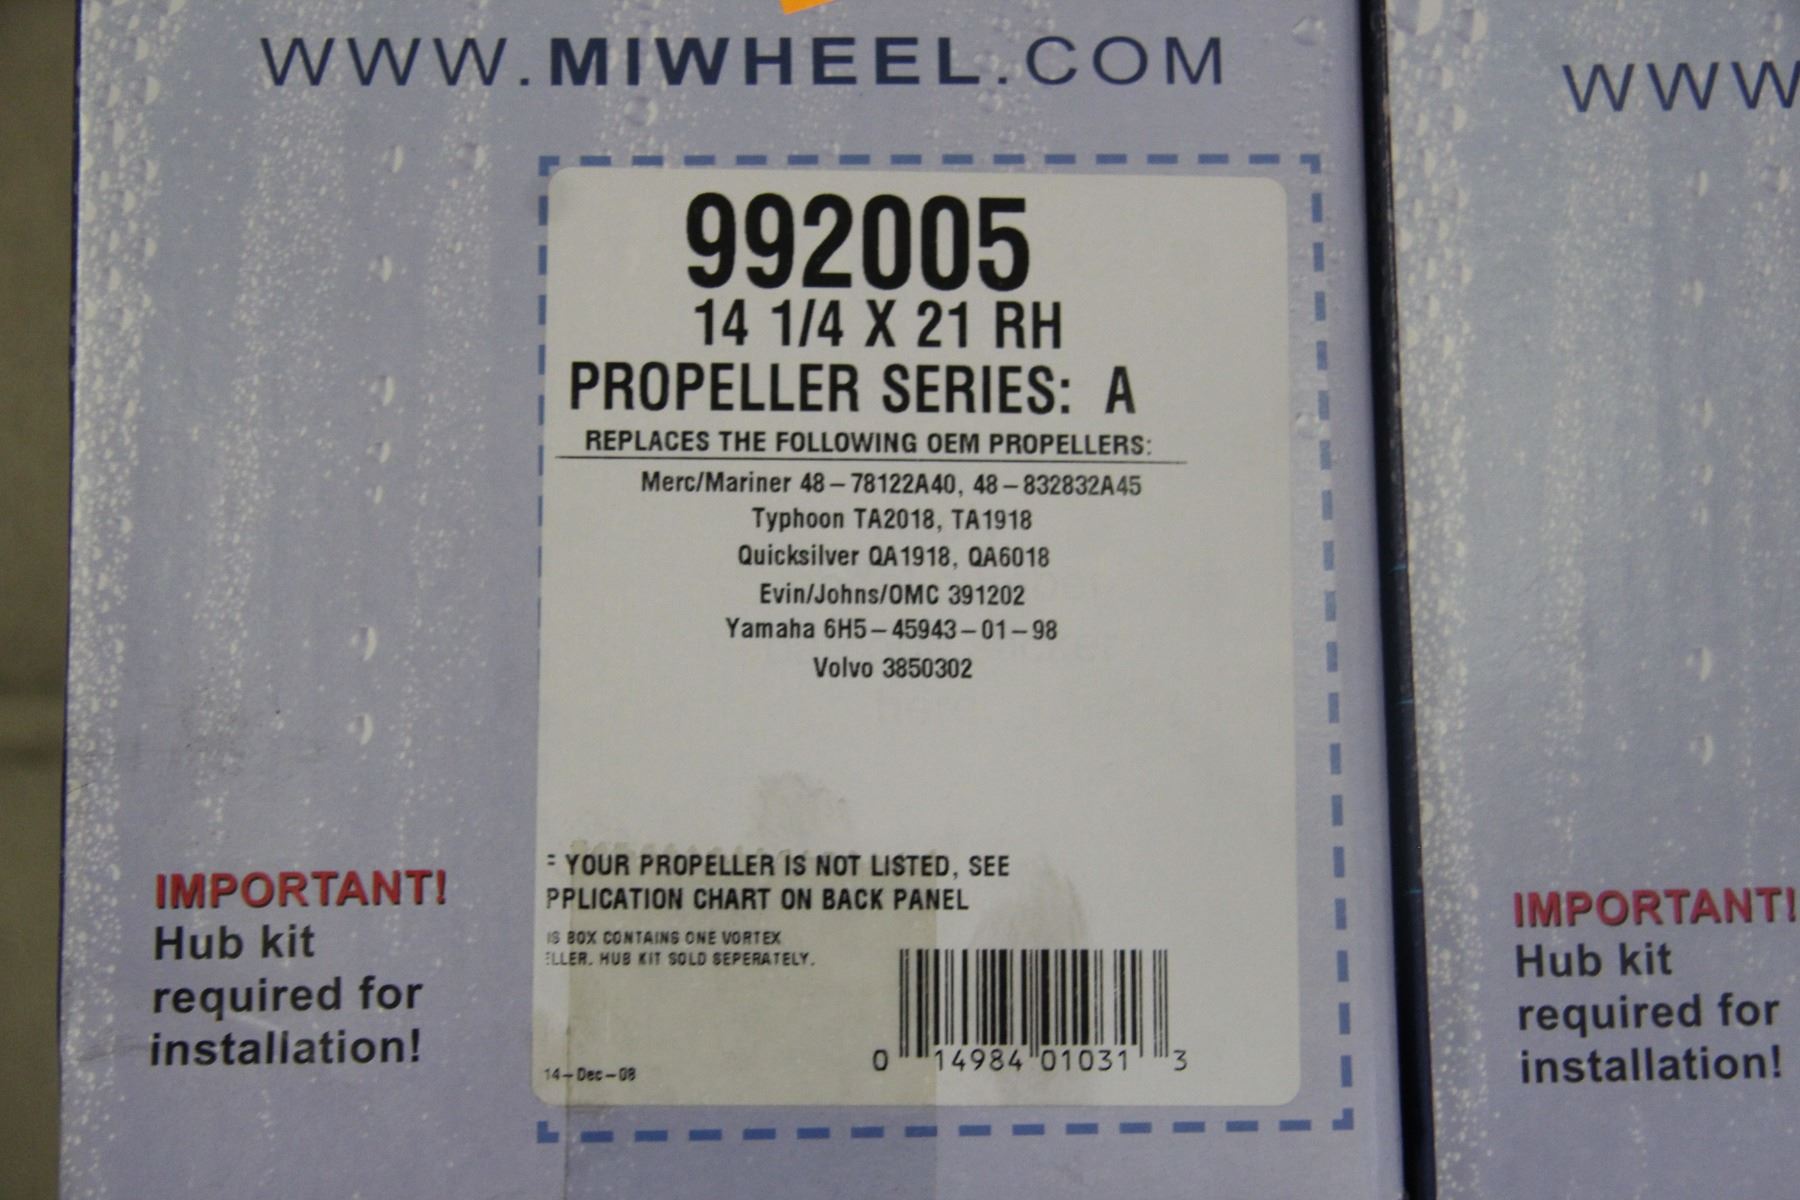 WWW.MIWHEEL.COM
992005
14 1/4 X 21 RH
PROPELLER SERIES: A
REPLACES THE FOLLOWING OEM PROPELLERS:
Merc/Mariner 48-78122A40, 48-832832A45
Typhoon TA2018, TA1918
Quicksilver QA1918, QA6018
Evin/Johns/OMC 391202
Yamaha 6H5-45943-01-98
Volvo 3850302
YOUR PROPELLER IS NOT LISTED, SEE
PPLICATION CHART ON BACK PANEL
IS BOX CONTAINS ONE VORTEX
ELLER. HUB KIT SOLD SEPERATELY.
14-Dec-08
0 14984 01031 3
IMPORTANT!
Hub kit
required for
installation!
WWW
IMPORTANT!
Hub kit
required for
installation!